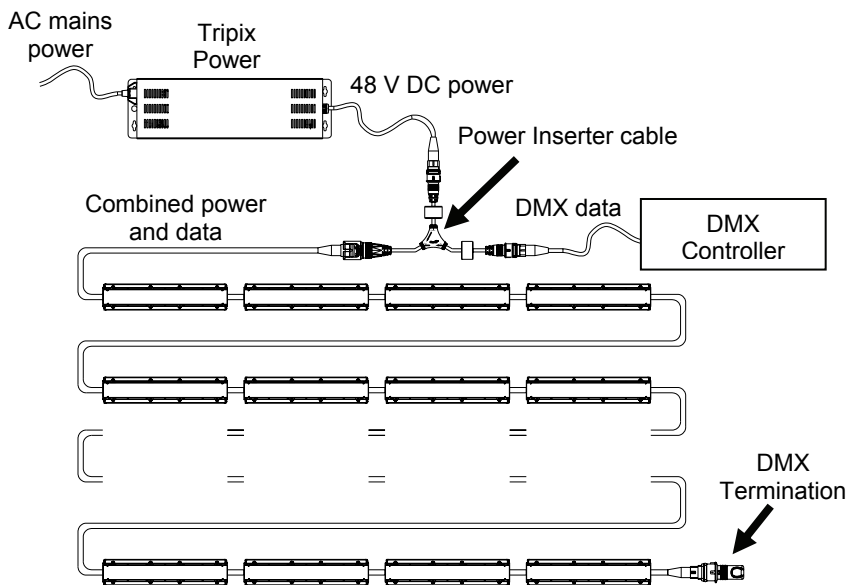 AC mains
power
Tripix
Power
48 V DC power
Power Inserter cable
Combined power
and data
DMX data
DMX
Controller
DMX
Termination